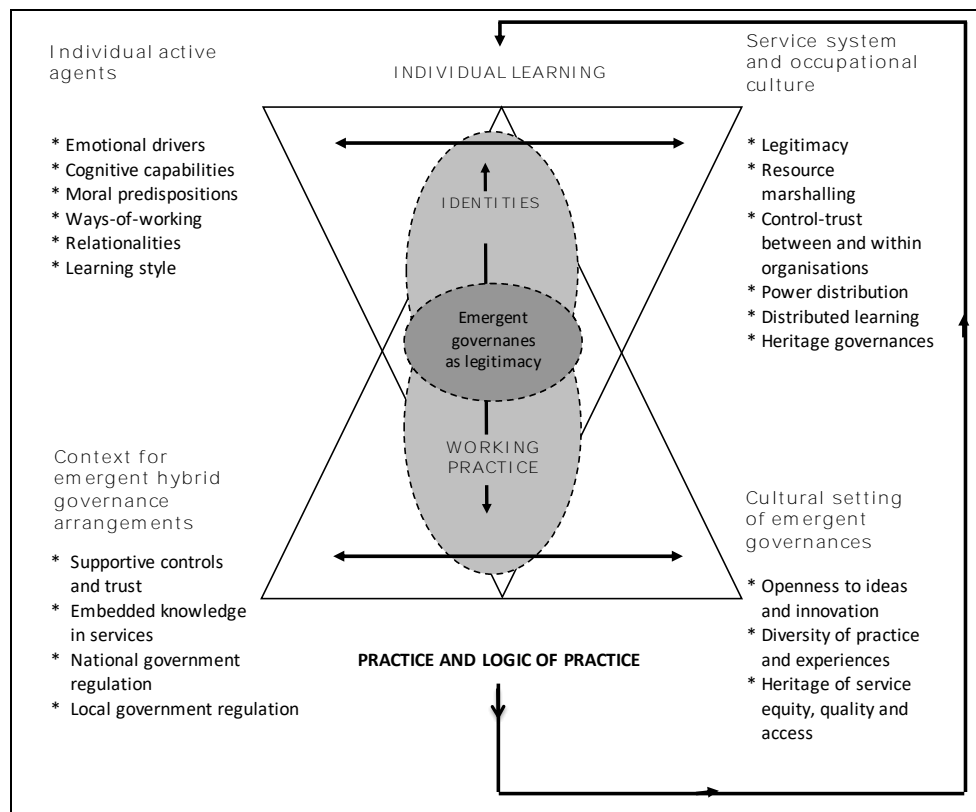 Individual active
agents
* Emotional drivers
* Cognitive capabilities
* Moral predispositions
* Ways-of-working
* Relationalities
* Learning style
INDIVIDUAL LEARNING
Service system
and occupational
culture
* Legitimacy
* Resource
marshalling
* Control-trust
between and within
organisations
* Power distribution
* Distributed learning
* Heritage governances
IDENTITIES
Emergent
governanes
as legitimacy
WORKING
PRACTICE
Context for
emergent hybrid
governance
arrangements
* Supportive controls
and trust
* Embedded knowledge
in services
* National government
regulation
* Local government regulation
Cultural setting
of emergent
governances
* Openness to ideas
and innovation
* Diversity of practice
and experiences
* Heritage of service
equity, quality and
access
PRACTICE AND LOGIC OF PRACTICE